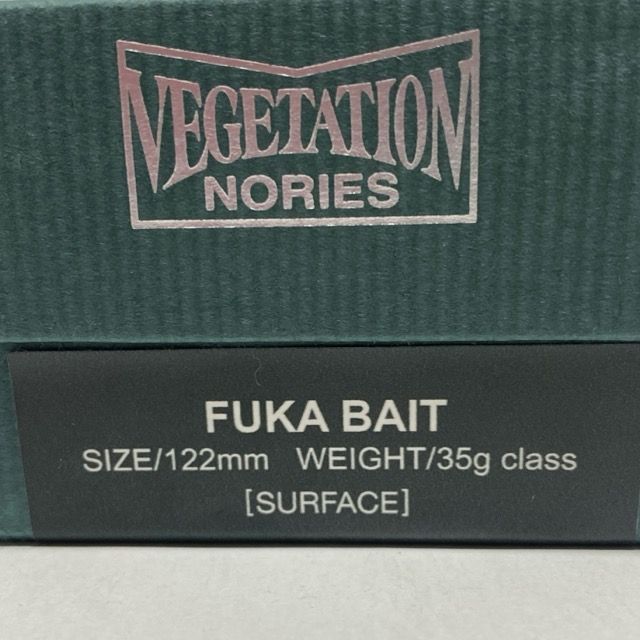 VEGETATION
NORIES
FUKA BAIT
SIZE/122mm WEIGHT/35g class
[SURFACE]